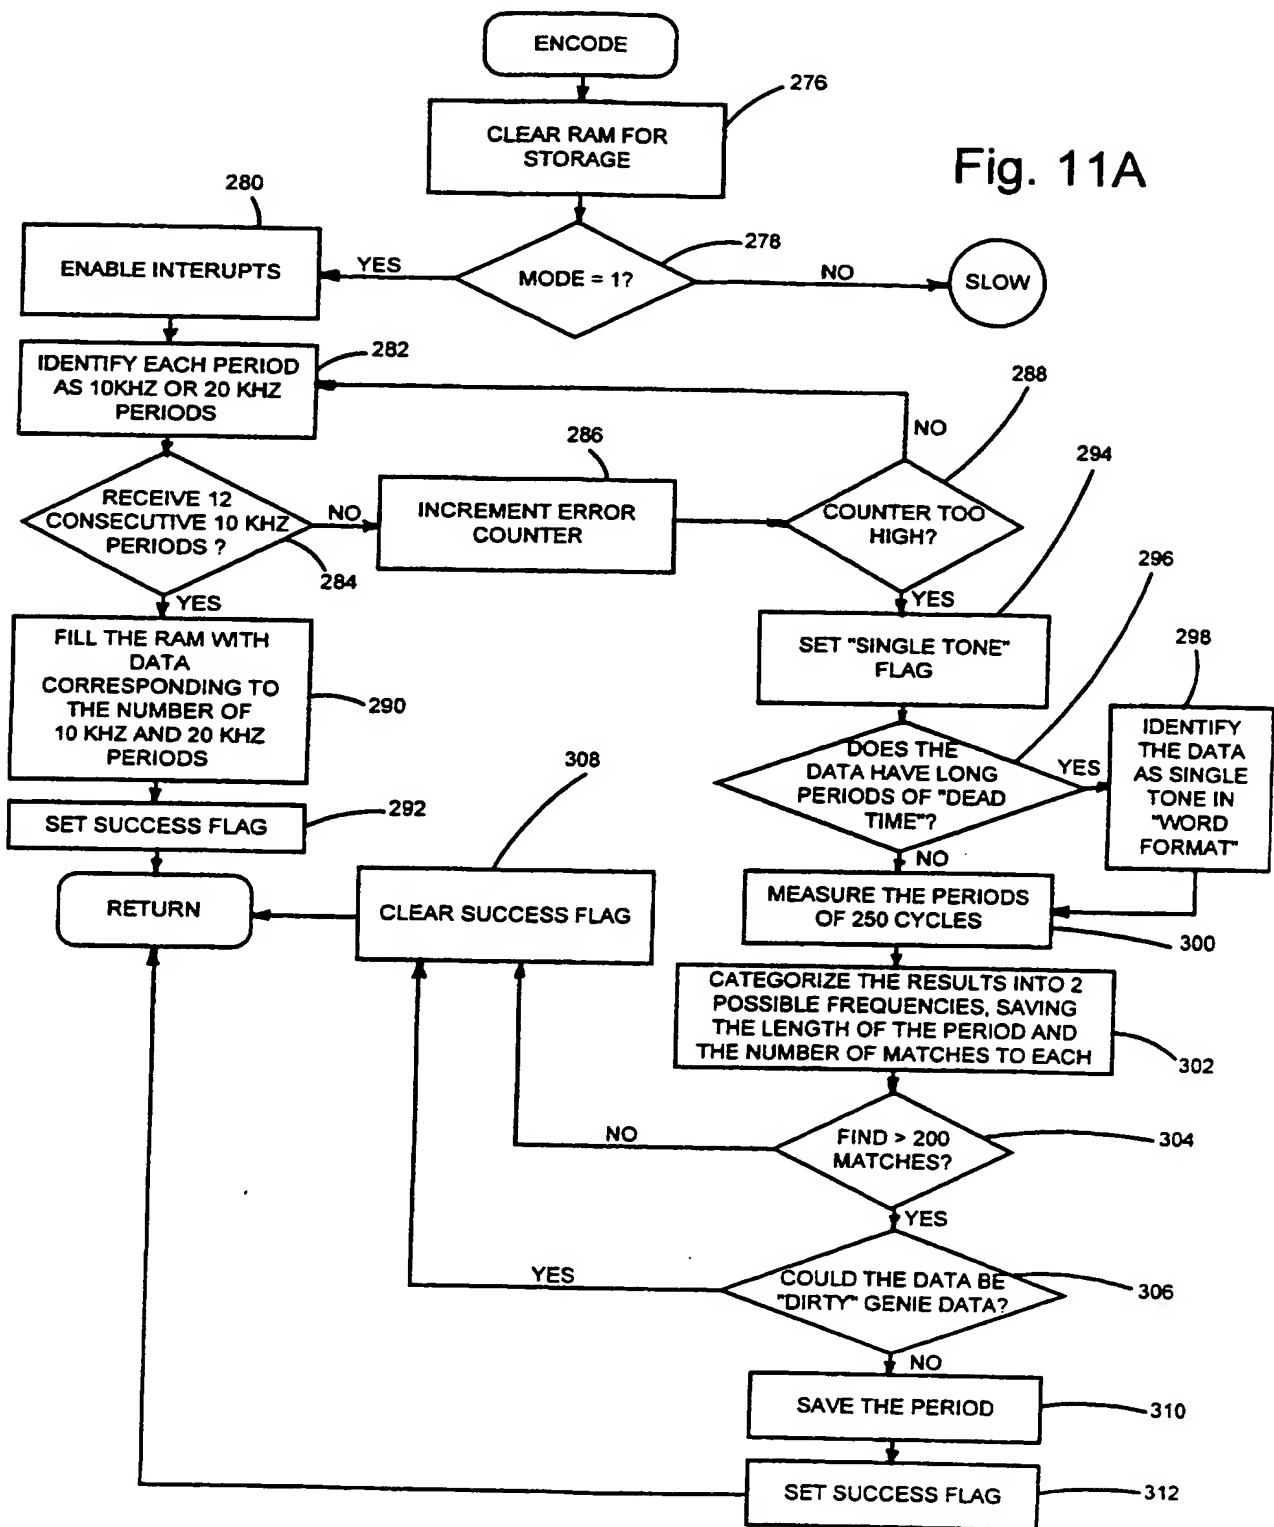 ENCODE
276
CLEAR RAM FOR
STORAGE
Fig. 11A
280
278
ENABLE INTERUPTS
YES
MODE = 1?
NO
SLOW
282
IDENTIFY EACH PERIOD
AS 10KHZ OR 20 KHZ
PERIODS
288
NO
286
294
RECEIVE 12
CONSECUTIVE 10 KHZ
PERIODS ?
NO
INCREMENT ERROR
COUNTER
COUNTER TOO
HIGH?
284
296
YES
YES
FILL THE RAM WITH
DATA
CORRESPONDING TO
THE NUMBER OF
10 KHZ AND 20 KHZ
PERIODS
290
SET "SINGLE TONE"
FLAG
298
DOES THE
DATA HAVE LONG
PERIODS OF "DEAD
TIME"?
YES
IDENTIFY
THE DATA
AS SINGLE
TONE IN
"WORD
FORMAT"
308
292
SET SUCCESS FLAG
NO
RETURN
CLEAR SUCCESS FLAG
MEASURE THE PERIODS
OF 250 CYCLES
300
CATEGORIZE THE RESULTS INTO 2
POSSIBLE FREQUENCIES, SAVING
THE LENGTH OF THE PERIOD AND
THE NUMBER OF MATCHES TO EACH
302
NO
FIND > 200
MATCHES?
304
YES
YES
COULD THE DATA BE
"DIRTY" GENIE DATA?
306
NO
SAVE THE PERIOD
310
SET SUCCESS FLAG
312